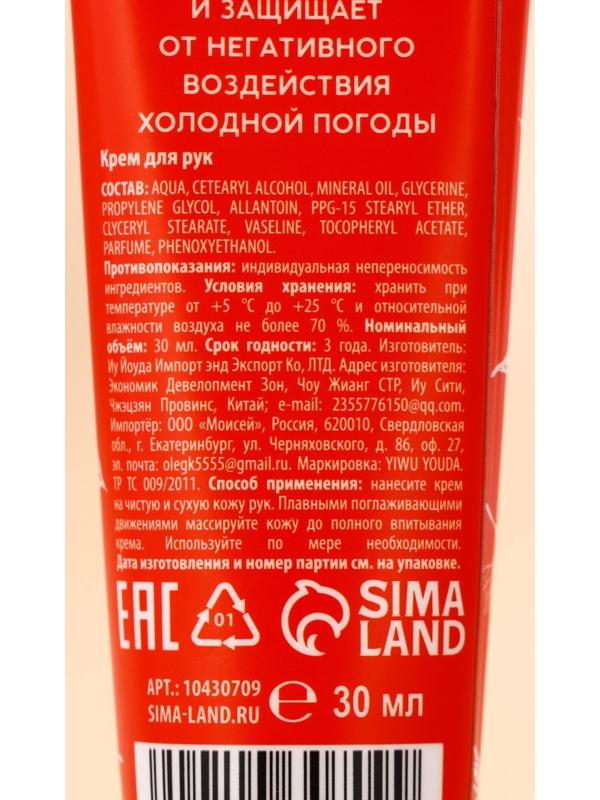 И ЗАЩИЩАЕТ
ОТ НЕГАТИВНОГО
ВОЗДЕЙСТВИЯ
ХОЛОДНОЙ ПОГОДЫ
Крем для рук
СОСТАВ: AQUA, CETEARYL ALCOHOL, MINERAL OIL, GLYCERINE,
PROPYLENE GLYCOL, ALLANTOIN, PPG-15 STEARYL ETHER,
GLYCERYL STEARATE, VASELINE, TOCOPHERYL ACETATE,
PARFUME, PHENOXYETHANOL.
Противопоказания: индивидуальная непереносимость
ингредиентов. Условия хранения: хранить при
температуре от +5 °C до +25 °C и относительной
влажности воздуха не более 70 %. Номинальный
объём: 30 мл. Срок годности: 3 года. Изготовитель:
Иу Йоуда Импорт энд Экспорт Ко, ЛТД. Адрес изготовителя:
Экономик Девелопмент Зон, Чоу Жианг СТР, Иу Сити,
Чжэцзян Провинс, Китай; e-mail: 2355776150@qq.com.
Импортёр: ООО «Моисей», Россия, 620010, Свердловская
обл., г. Екатеринбург, ул. Черняховского, д. 86, оф. 27,
эл. почта: olegk5555@gmail.ru. Маркировка: YIWU YOUDA.
ТР ТС 009/2011. Способ применения: нанесите крем
на чистую и сухую кожу рук. Плавными поглаживающими
движениями массируйте кожу до полного впитывания
крема. Используйте по мере необходимости.
Дата изготовления и номер партии см. на упаковке.
EAC 01 SIMA
LAND
АРТ.: 10430709
SIMA-LAND.RU
℮ 30 мл